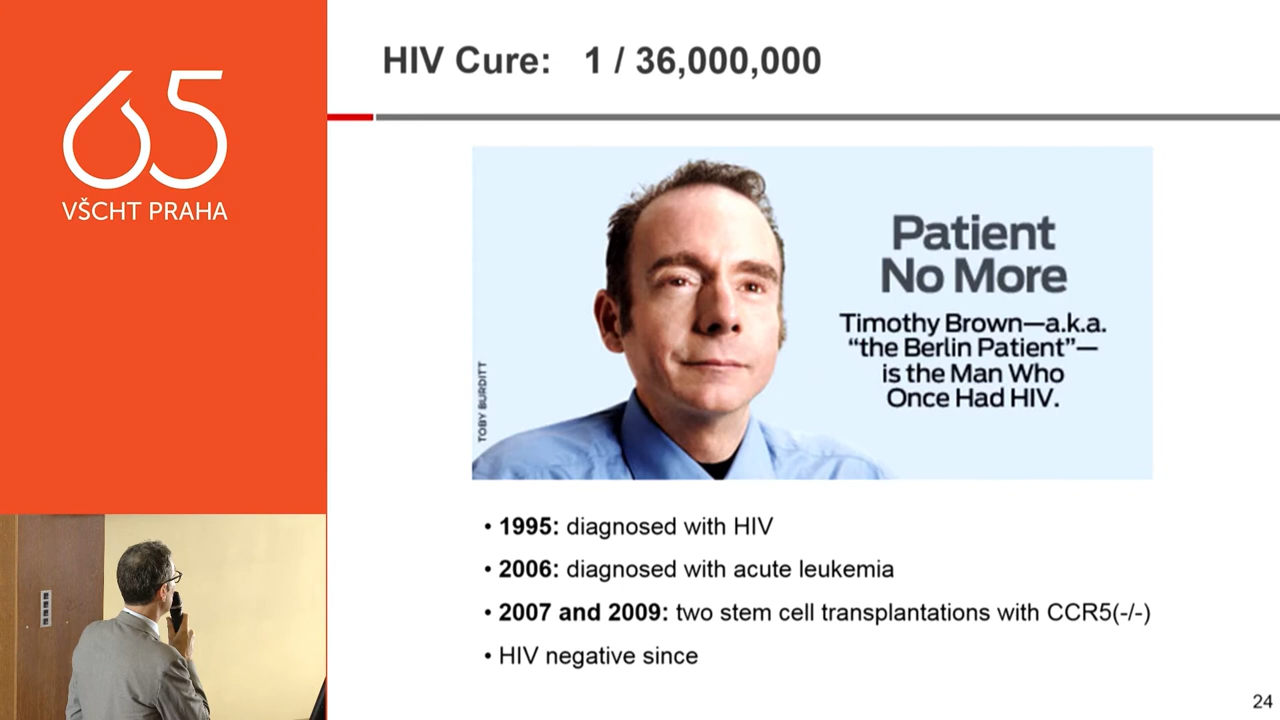 65
VŠCHT PRAHA
HIV Cure: 1 / 36,000,000
TOBY BURDITT
Patient
No More
Timothy Brown—a.k.a.
“the Berlin Patient”—
is the Man Who
Once Had HIV.
• 1995: diagnosed with HIV
• 2006: diagnosed with acute leukemia
• 2007 and 2009: two stem cell transplantations with CCR5(-/-)
• HIV negative since
24